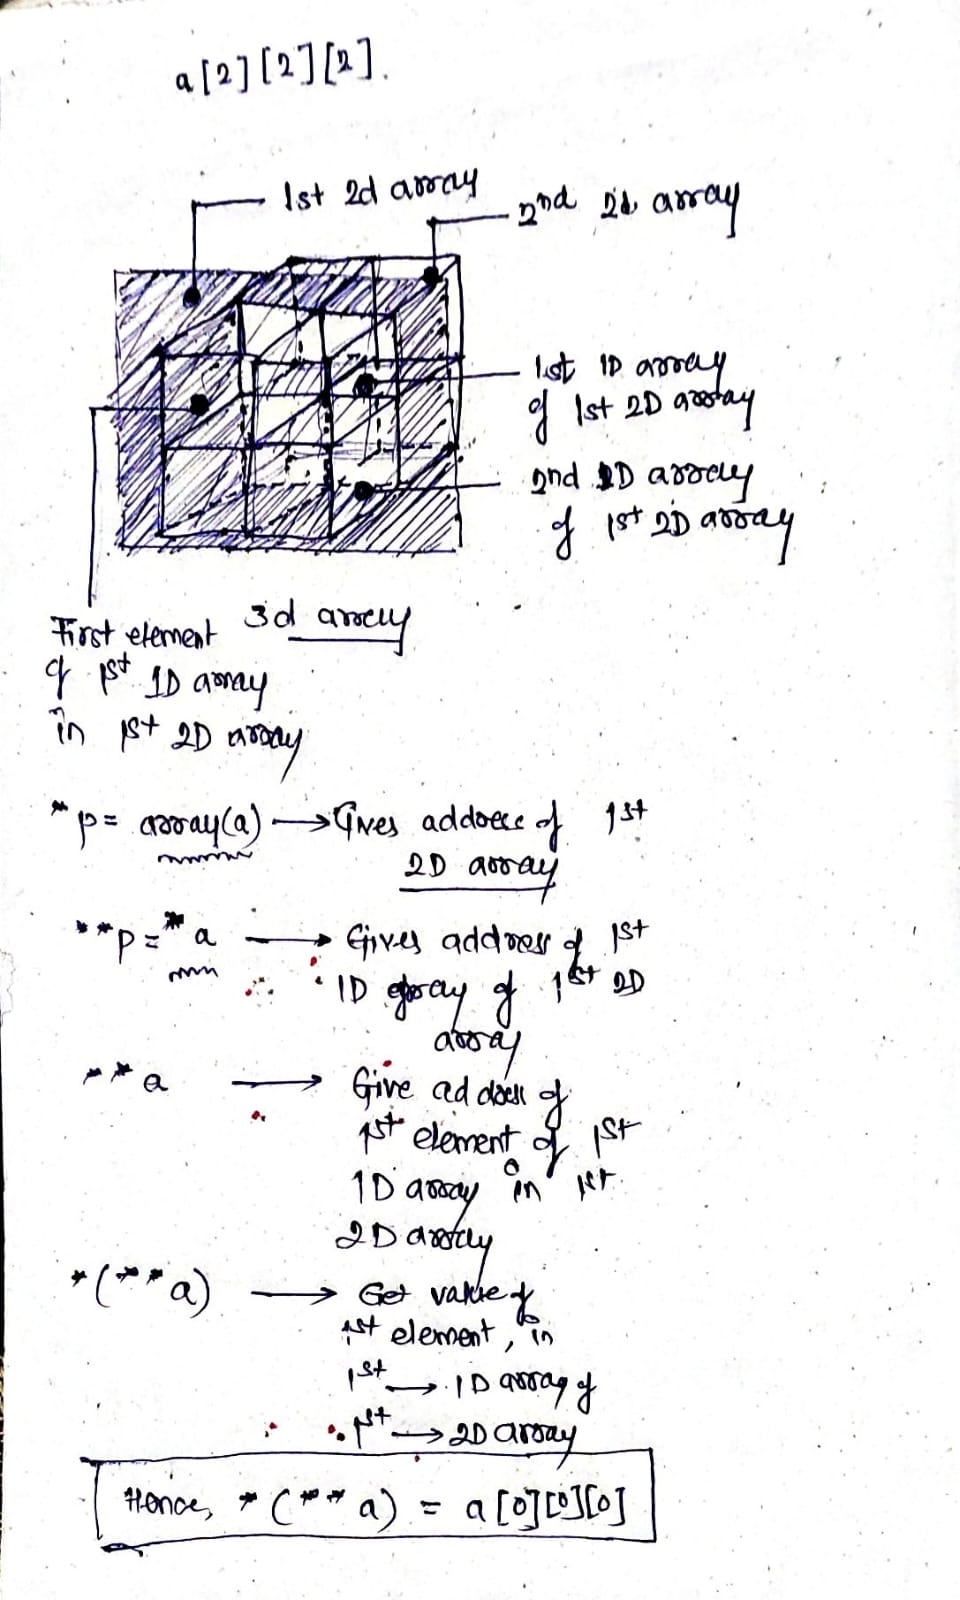 a[2][2][2].
1st 2d array
2nd 2d array
1st 1D array
of 1st 2D array
2nd 1D array
of 1st 2D array
3d array
First element
of 1st 1D array
in 1st 2D array
*p = array(a) → Gives address of 1st
2D array
**p = *a → Gives address of 1st
1D array of 1st 2D
array
**a → Give address of
1st element of 1st
1D array in 1st
2D array
*(**a) → Get value of
1st element, in
1st → 1D array of
1st → 2D array
Hence, *(**a) = a[0][0][0]